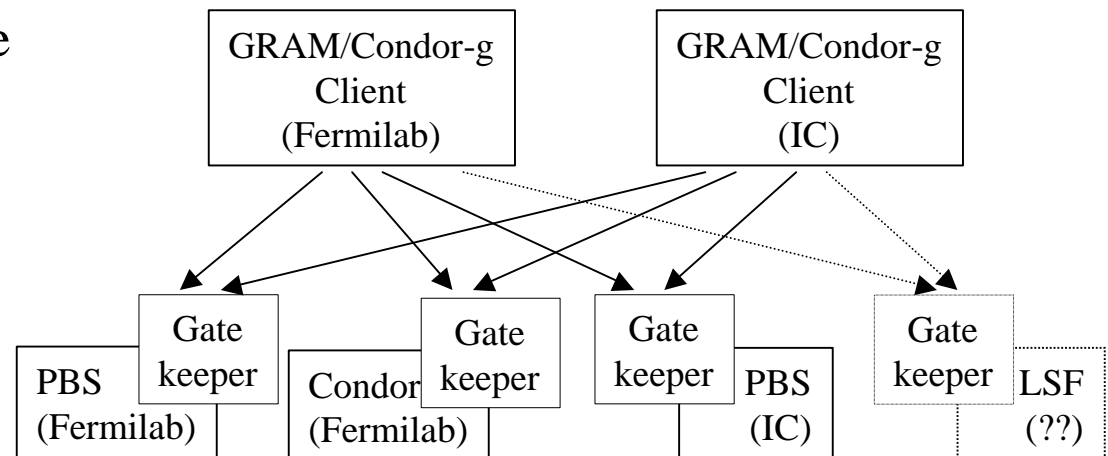 e
GRAM/Condor-g
Client
(Fermilab)
GRAM/Condor-g
Client
(IC)
Gate
keeper
PBS
(Fermilab)
Gate
keeper
Condor
(Fermilab)
Gate
keeper
PBS
(IC)
Gate
keeper
LSF
(??)